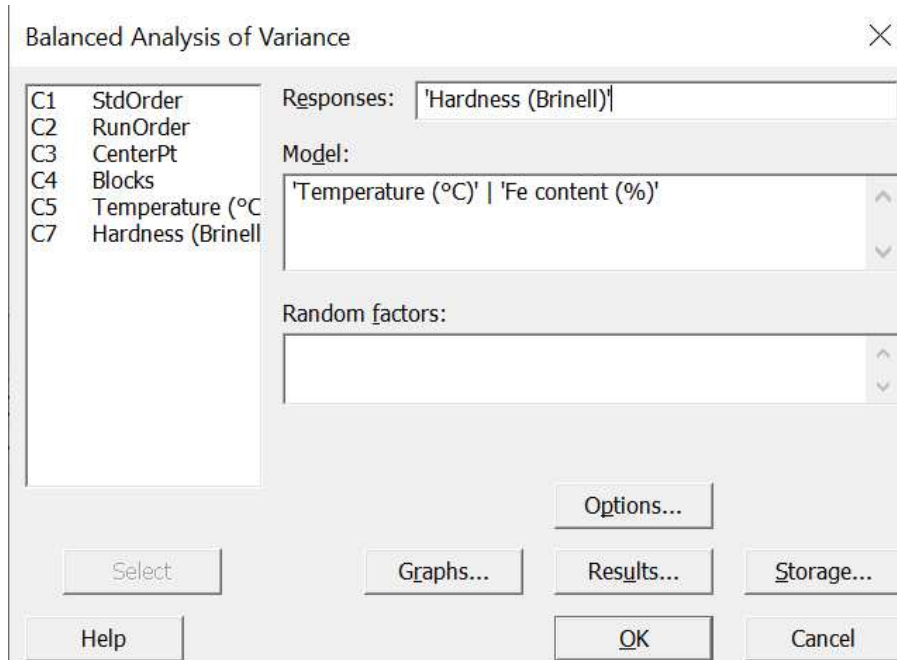 Balanced Analysis of Variance
C1 StdOrder
C2 RunOrder
C3 CenterPt
C4 Blocks
C5 Temperature (°C
C7 Hardness (Brinell
Responses: 'Hardness (Brinell)'
Model:
'Temperature (°C)' | 'Fe content (%)'
Random factors:
Options...
Select Graphs... Results... Storage...
Help OK Cancel